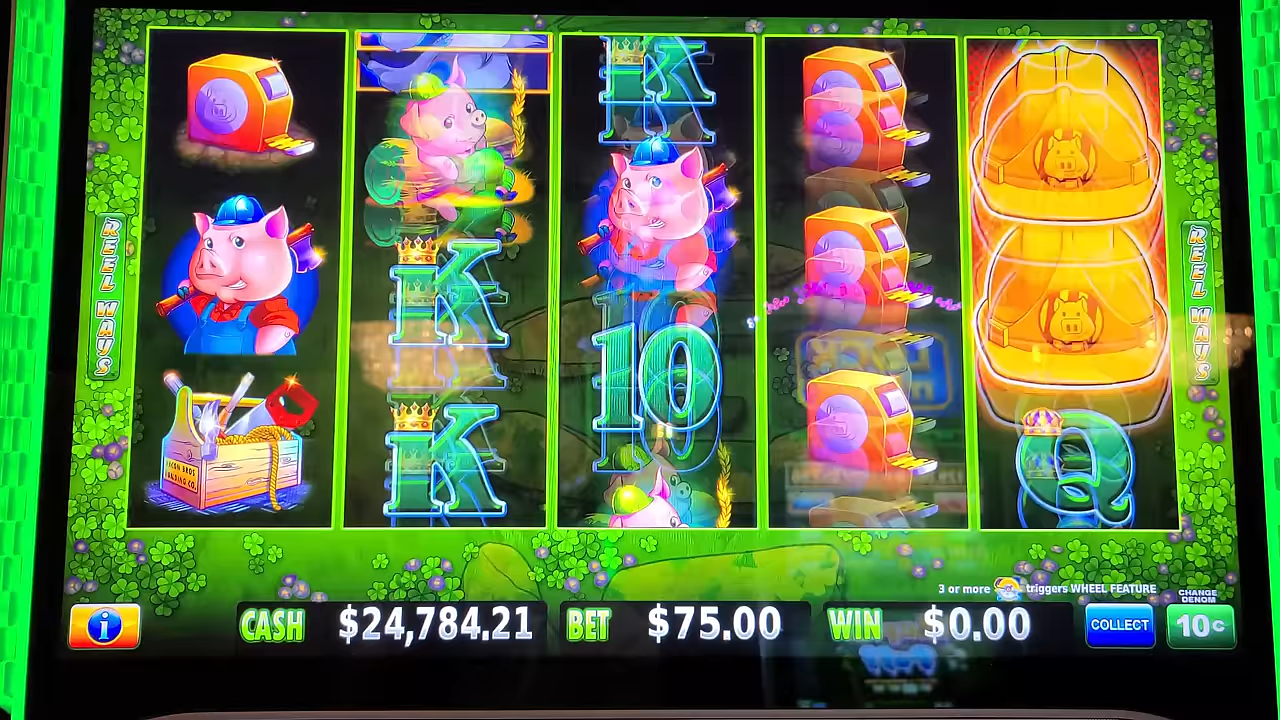 K
REEL WAYS
REEL WAYS
K
10
K
Q
3 or more triggers WHEEL FEATURE
CHANGE DENOM
i
CASH $24,784.21 BET $75.00 WIN $0.00
COLLECT
10¢